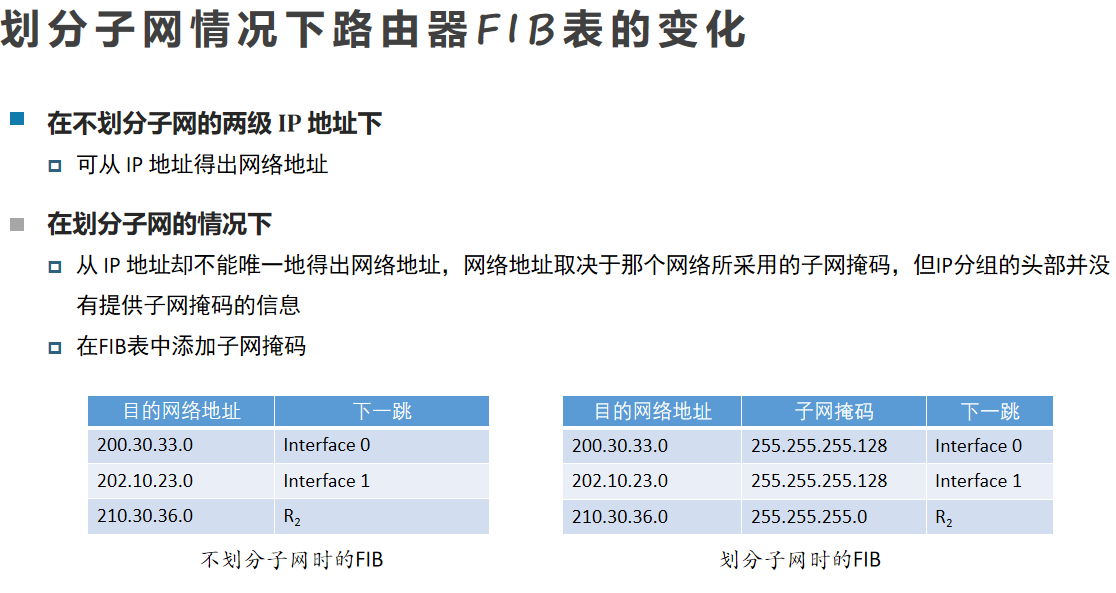 划分子网情况下路由器FIB表的变化
在不划分子网的两级 IP 地址下
可从 IP 地址得出网络地址
在划分子网的情况下
从 IP 地址却不能唯一地得出网络地址，网络地址取决于那个网络所采用的子网掩码，但IP分组的头部并没
有提供子网掩码的信息
在FIB表中添加子网掩码
目的网络地址 下一跳
200.30.33.0 Interface 0
202.10.23.0 Interface 1
210.30.36.0 R2
不划分子网时的FIB
目的网络地址 子网掩码 下一跳
200.30.33.0 255.255.255.128 Interface 0
202.10.23.0 255.255.255.128 Interface 1
210.30.36.0 255.255.255.0 R2
划分子网时的FIB